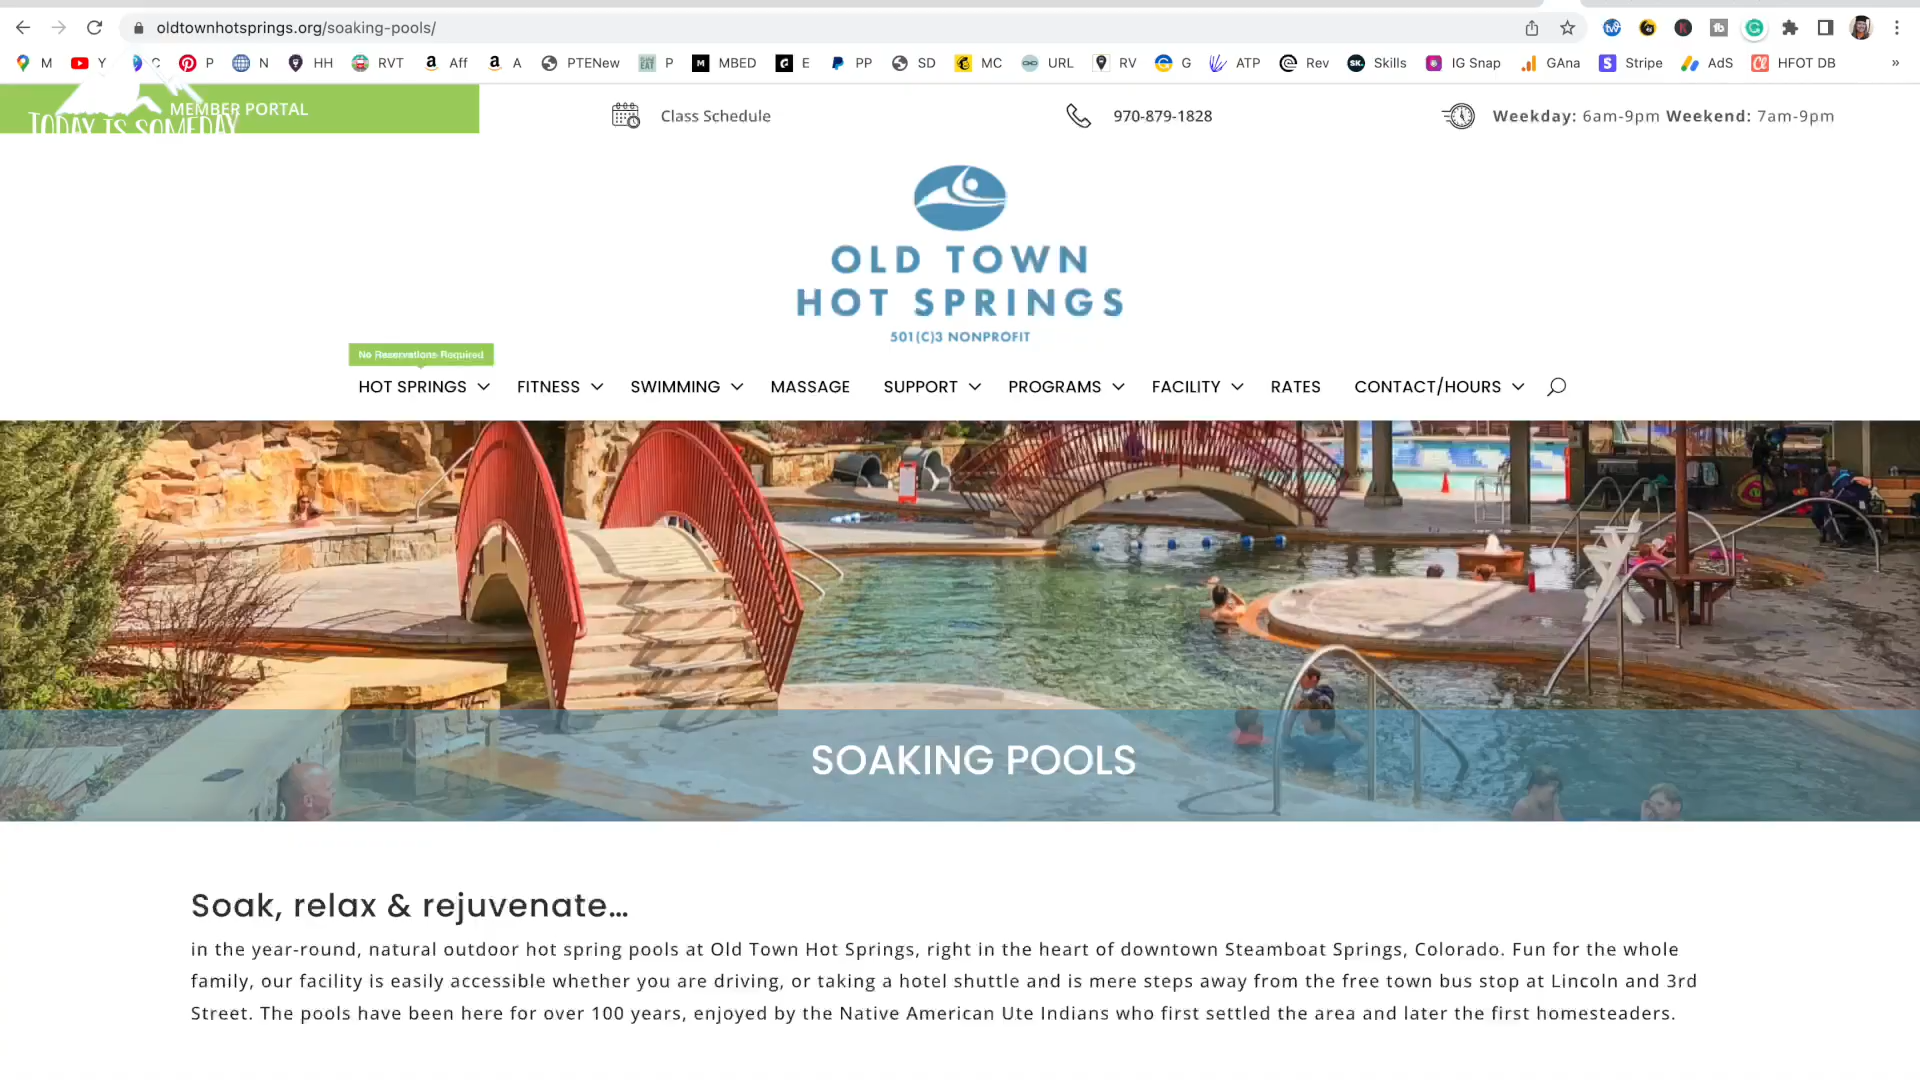 oldtownhotsprings.org/soaking-pools/
M Y C P N HH RVT Aff A PTENew P MBED E PP SD MC URL RV G ATP Rev Skills IG Snap GAna Stripe AdS HFOT DB »
MEMBER PORTAL
TODAY IS SOMEDAY
Class Schedule
970-879-1828
Weekday: 6am-9pm Weekend: 7am-9pm
OLD TOWN
HOT SPRINGS
501(C)3 NONPROFIT
No Reservations Required
HOT SPRINGS FITNESS SWIMMING MASSAGE SUPPORT PROGRAMS FACILITY RATES CONTACT/HOURS
SOAKING POOLS
Soak, relax & rejuvenate...
in the year-round, natural outdoor hot spring pools at Old Town Hot Springs, right in the heart of downtown Steamboat Springs, Colorado. Fun for the whole
family, our facility is easily accessible whether you are driving, or taking a hotel shuttle and is mere steps away from the free town bus stop at Lincoln and 3rd
Street. The pools have been here for over 100 years, enjoyed by the Native American Ute Indians who first settled the area and later the first homesteaders.